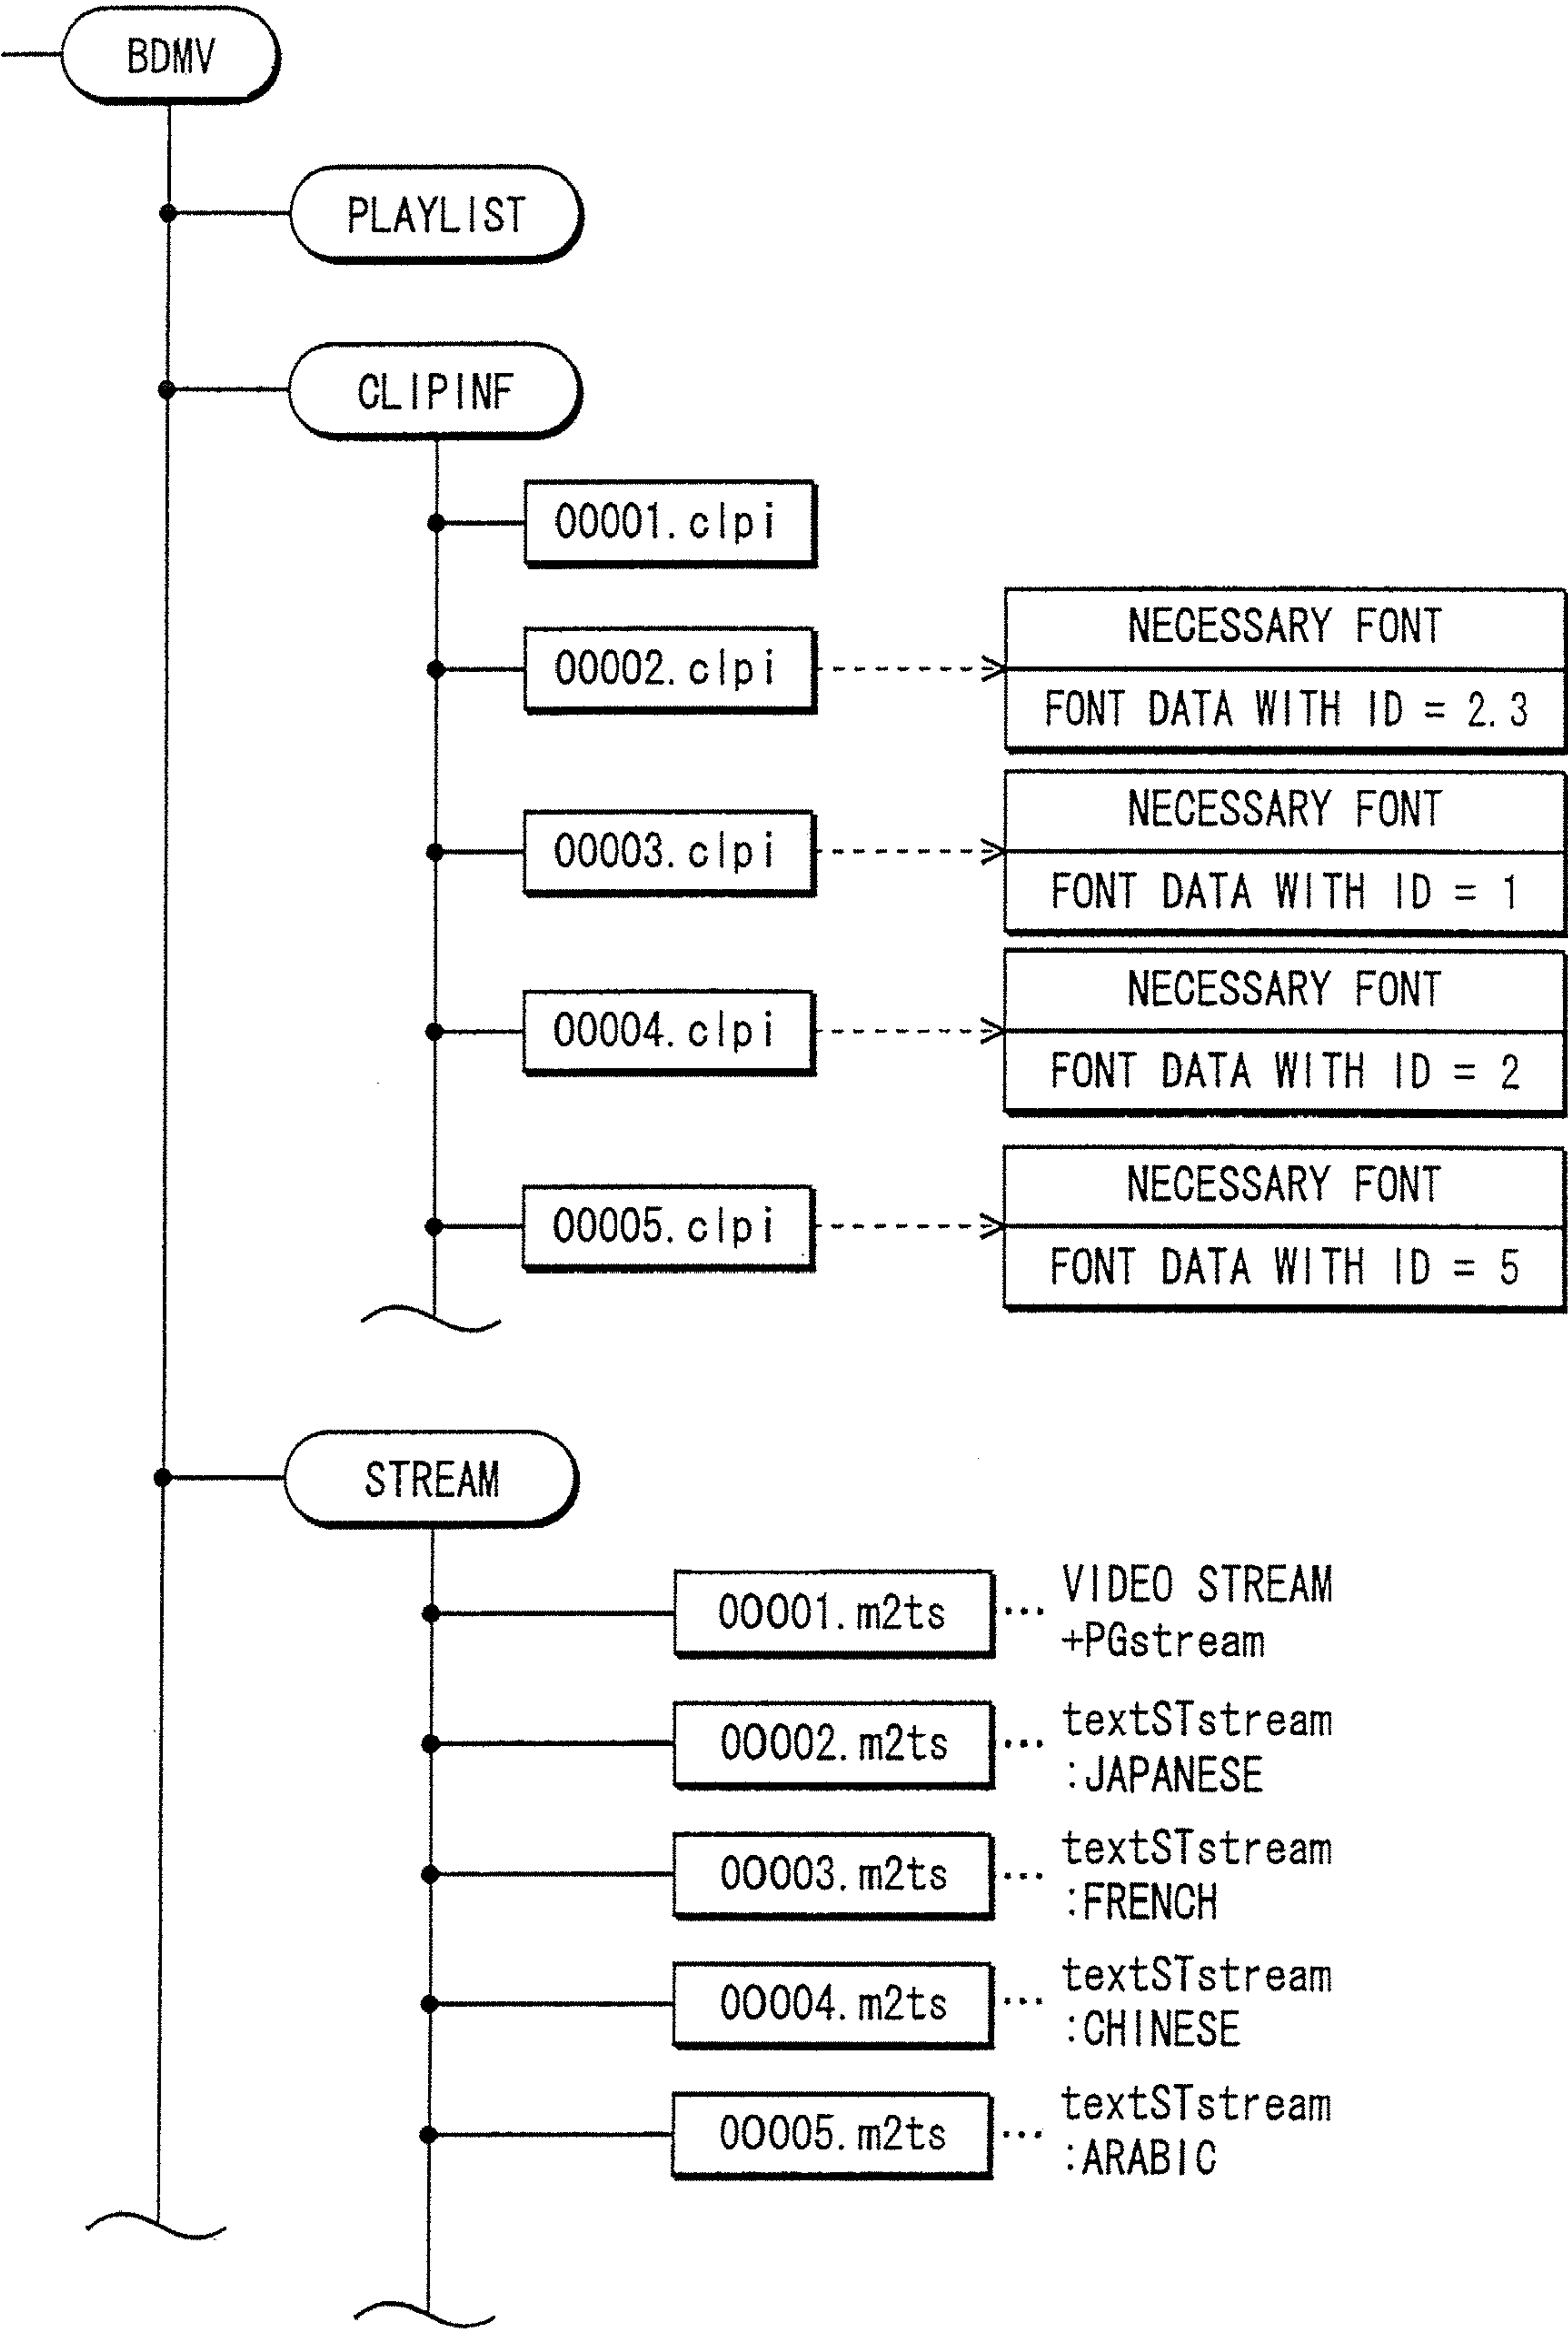 BDMV
PLAYLIST
CLIPINF
00001.clpi
00002.clpi
NECESSARY FONT
FONT DATA WITH ID = 2.3
00003.clpi
NECESSARY FONT
FONT DATA WITH ID = 1
00004.clpi
NECESSARY FONT
FONT DATA WITH ID = 2
00005.clpi
NECESSARY FONT
FONT DATA WITH ID = 5
STREAM
00001.m2ts ... VIDEO STREAM
+PGstream
00002.m2ts ... textSTstream
:JAPANESE
00003.m2ts ... textSTstream
:FRENCH
00004.m2ts ... textSTstream
:CHINESE
00005.m2ts ... textSTstream
:ARABIC